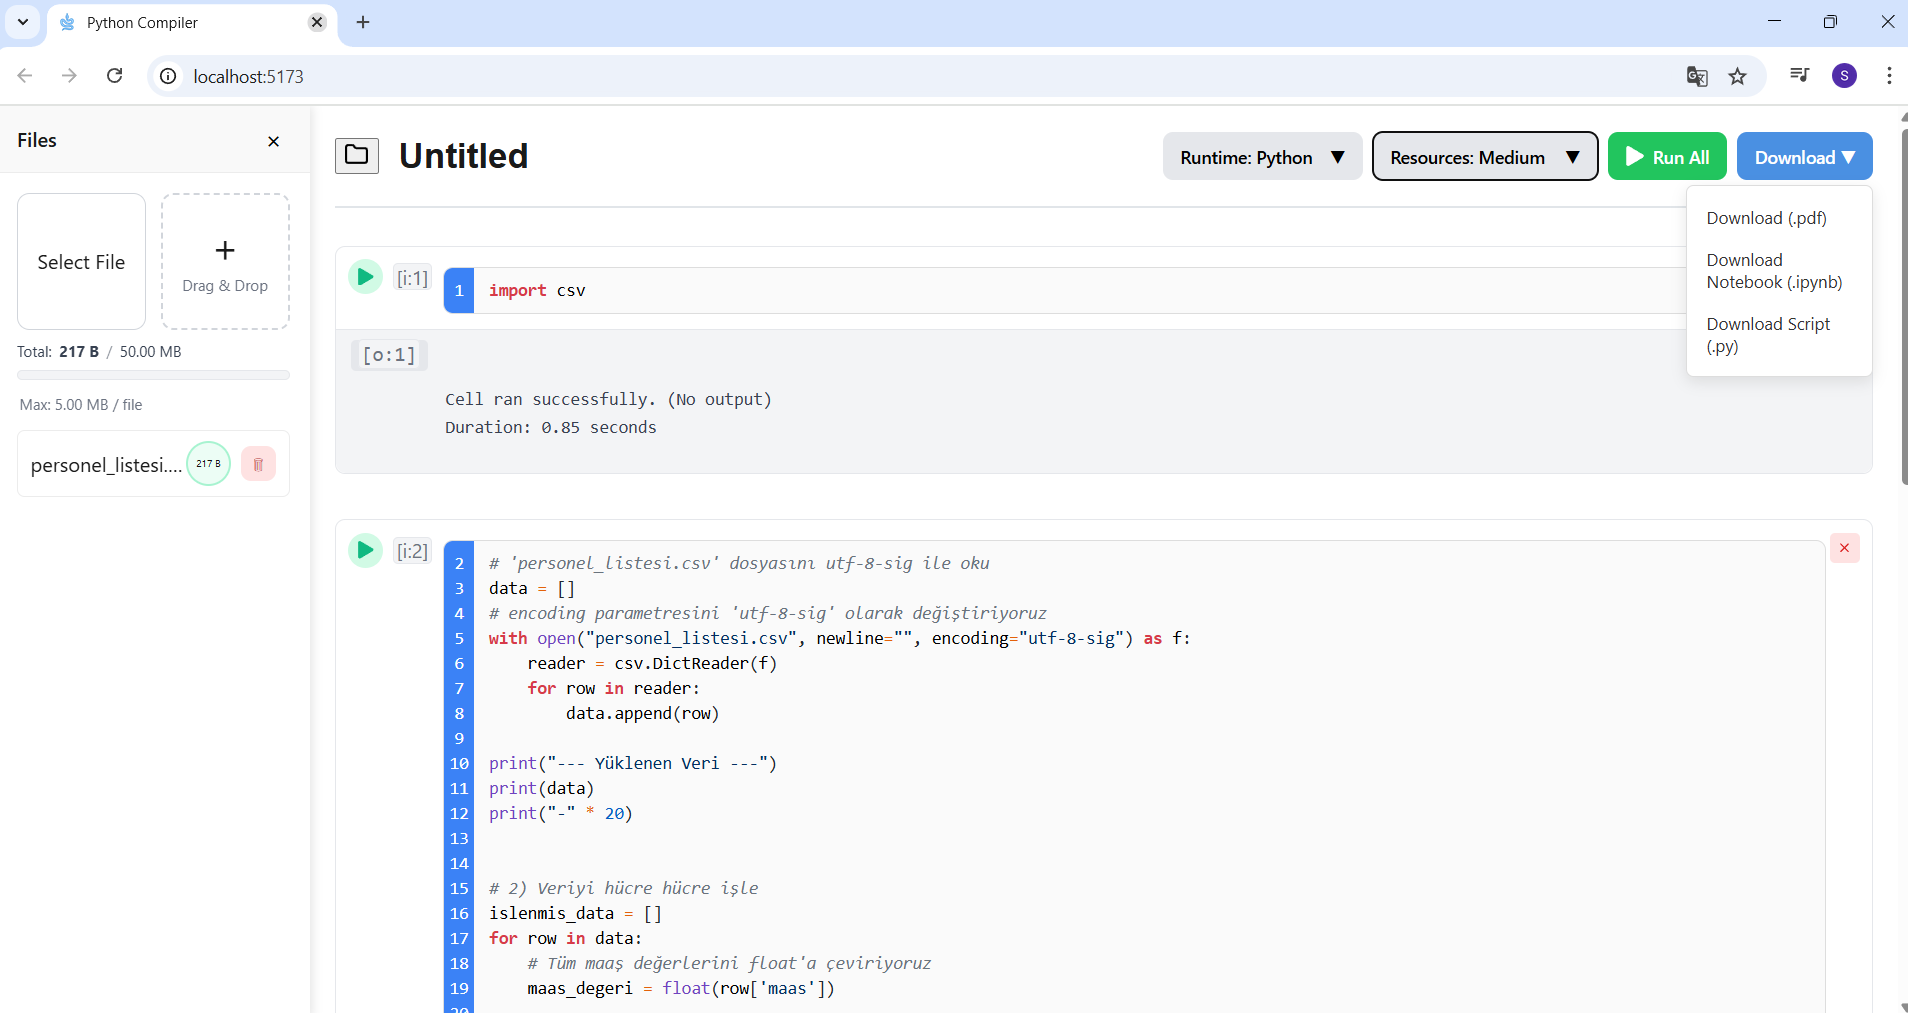 Python Compiler
localhost:5173
S
Files
Untitled
Runtime: Python ▼
Resources: Medium ▼
Run All
Download ▼
Select File
+
Drag & Drop
Total: 217 B / 50.00 MB
Max: 5.00 MB / file
personel_listesi....
217 B
Download (.pdf)
Download
Notebook (.ipynb)
Download Script
(.py)
[i:1]
1 import csv
[o:1]
Cell ran successfully. (No output)
Duration: 0.85 seconds
[i:2]
2 # 'personel_listesi.csv' dosyasını utf-8-sig ile oku
3 data = []
4 # encoding parametresini 'utf-8-sig' olarak değiştiriyoruz
5 with open("personel_listesi.csv", newline="", encoding="utf-8-sig") as f:
6     reader = csv.DictReader(f)
7     for row in reader:
8         data.append(row)
9
10 print("--- Yüklenen Veri ---")
11 print(data)
12 print("-" * 20)
13
14
15 # 2) Veriyi hücre hücre işle
16 islenmis_data = []
17 for row in data:
18     # Tüm maaş değerlerini float'a çeviriyoruz
19     maas_degeri = float(row['maas'])
20